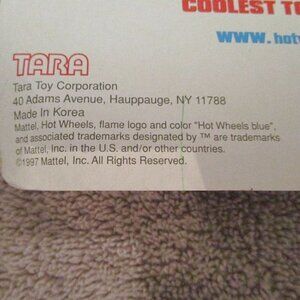 COOLEST
www.
TARA
Tara Toy Corporation
40 Adams Avenue, Hauppauge, NY 11788
Made In Korea
Mattel, Hot Wheels, flame logo and color "Hot Wheels blue",
and associated trademarks designated by ™ are trademarks
of Mattel, Inc. in the U.S. and/or other countries.
©1997 Mattel, Inc. All Rights Reserved.